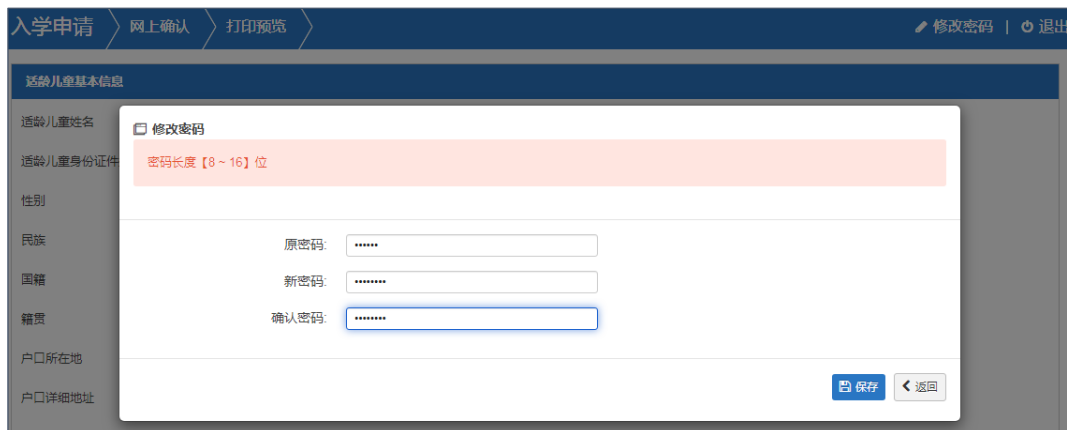 入学申请 网上确认 打印预览 修改密码 | 退出
适龄儿童基本信息
适龄儿童姓名
修改密码
适龄儿童身份证件
密码长度【8~16】位
性别
民族
原密码: ••••••
国籍
新密码: ••••••••
籍贯
确认密码: ••••••••
户口所在地
户口详细地址
保存 返回